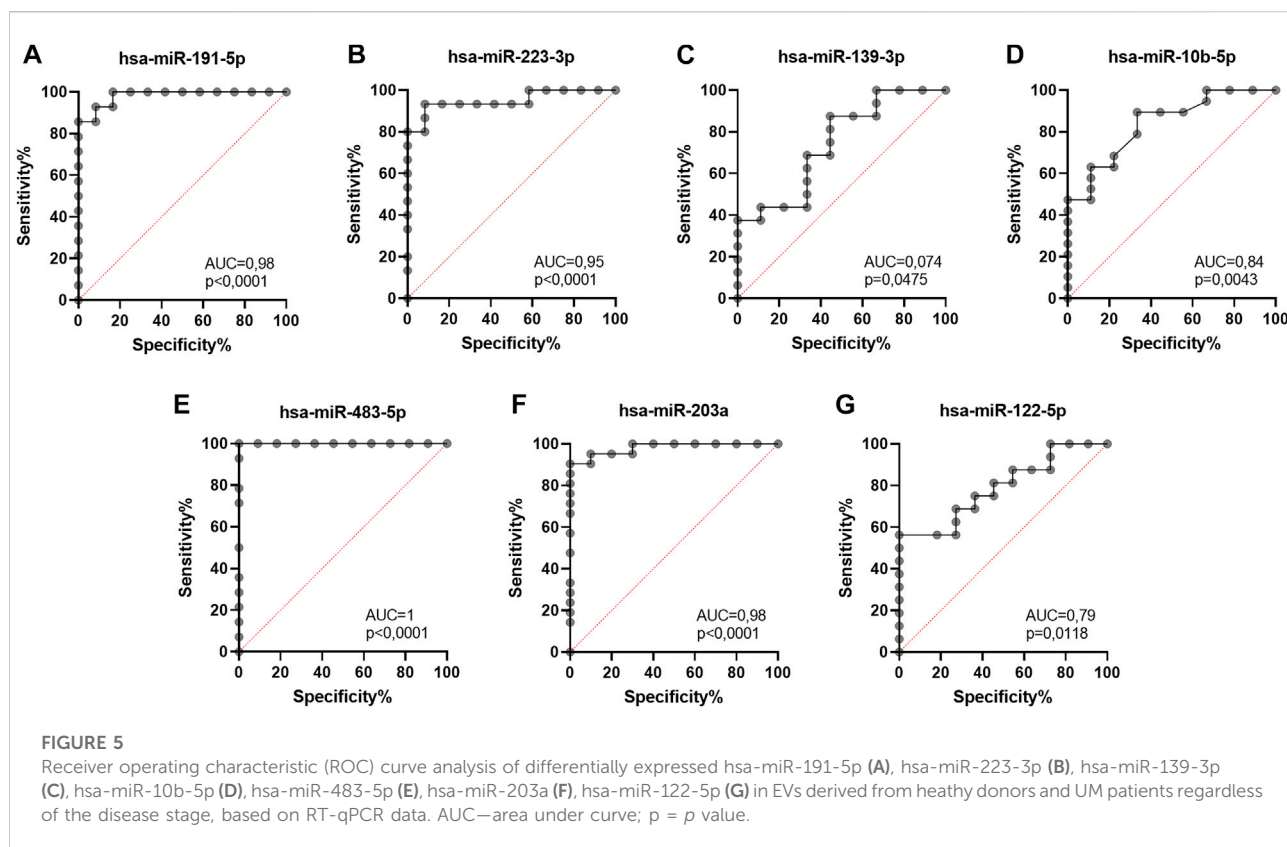 A
hsa-miR-191-5p
100
80
60
40
20
0
Sensitivity%
AUC=0,98
p<0,0001
0 20 40 60 80 100
Specificity%
B
hsa-miR-223-3p
100
80
60
40
20
0
Sensitivity%
AUC=0,95
p<0,0001
0 20 40 60 80 100
Specificity%
C
hsa-miR-139-3p
100
80
60
40
20
0
Sensitivity%
AUC=0,074
p=0,0475
0 20 40 60 80 100
Specificity%
D
hsa-miR-10b-5p
100
80
60
40
20
0
Sensitivity%
AUC=0,84
p=0,0043
0 20 40 60 80 100
Specificity%
E
hsa-miR-483-5p
100
80
60
40
20
0
Sensitivity%
AUC=1
p<0,0001
0 20 40 60 80 100
Specificity%
F
hsa-miR-203a
100
80
60
40
20
0
Sensitivity%
AUC=0,98
p<0,0001
0 20 40 60 80 100
Specificity%
G
hsa-miR-122-5p
100
80
60
40
20
0
Sensitivity%
AUC=0,79
p=0,0118
0 20 40 60 80 100
Specificity%
FIGURE 5
Receiver operating characteristic (ROC) curve analysis of differentially expressed hsa-miR-191-5p (A), hsa-miR-223-3p (B), hsa-miR-139-3p
(C), hsa-miR-10b-5p (D), hsa-miR-483-5p (E), hsa-miR-203a (F), hsa-miR-122-5p (G) in EVs derived from heathy donors and UM patients regardless
of the disease stage, based on RT-qPCR data. AUC—area under curve; p = p value.